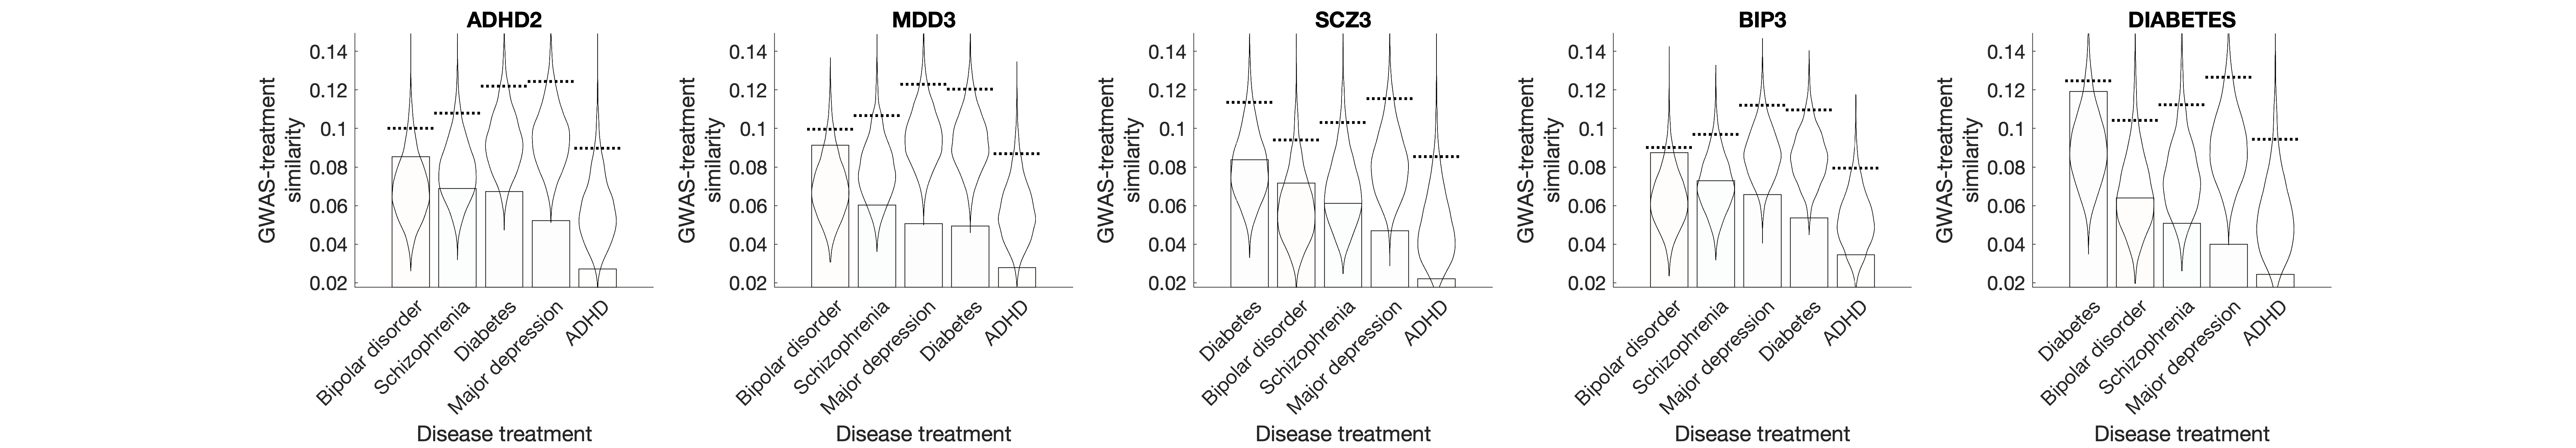 ADHD2
GWAS-treatment
similarity
0.14
0.12
0.1
0.08
0.06
0.04
0.02
Bipolar disorder
Schizophrenia
Diabetes
Major depression
ADHD
Disease treatment
MDD3
GWAS-treatment
similarity
0.14
0.12
0.1
0.08
0.06
0.04
0.02
Bipolar disorder
Schizophrenia
Major depression
Diabetes
ADHD
Disease treatment
SCZ3
GWAS-treatment
similarity
0.14
0.12
0.1
0.08
0.06
0.04
0.02
Diabetes
Bipolar disorder
Schizophrenia
Major depression
ADHD
Disease treatment
BIP3
GWAS-treatment
similarity
0.14
0.12
0.1
0.08
0.06
0.04
0.02
Bipolar disorder
Schizophrenia
Major depression
Diabetes
ADHD
Disease treatment
DIABETES
GWAS-treatment
similarity
0.14
0.12
0.1
0.08
0.06
0.04
0.02
Diabetes
Bipolar disorder
Schizophrenia
Major depression
ADHD
Disease treatment